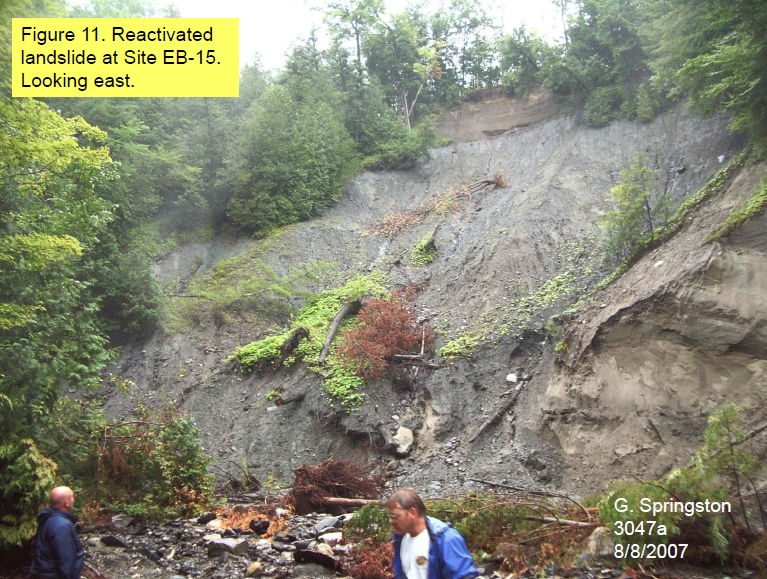 Figure 11. Reactivated
landslide at Site EB-15.
Looking east.
G. Springston
3047a
8/8/2007